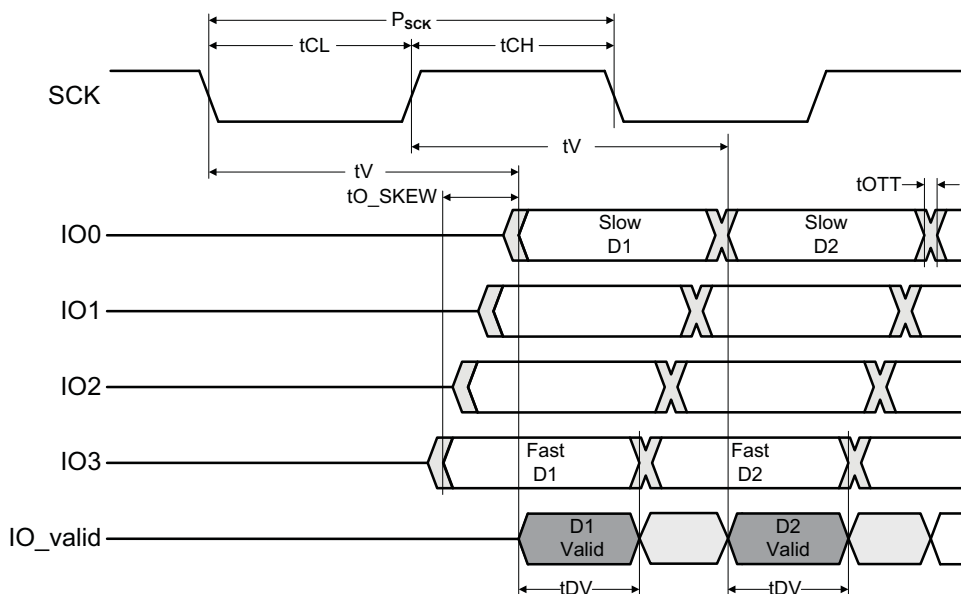 PSCK
tCL
tCH
SCK
tV
tV
tO_SKEW
tOTT
IO0
Slow
D1
Slow
D2
IO1
IO2
IO3
Fast
D1
Fast
D2
IO_valid
D1
Valid
D2
Valid
tDV
tDV